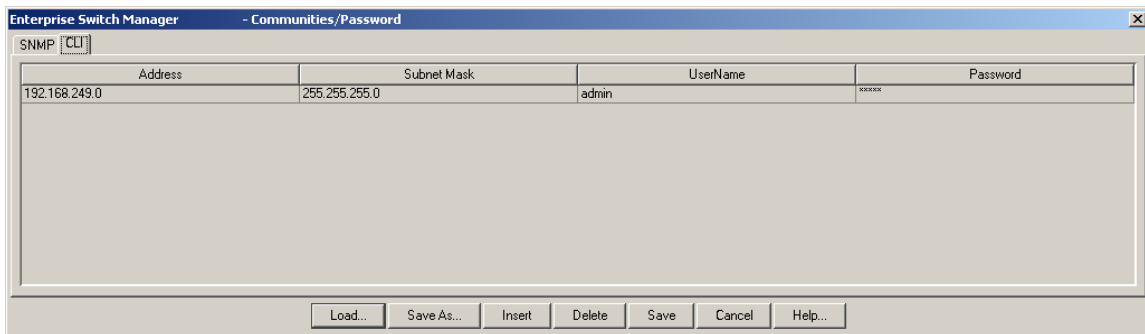 Enterprise Switch Manager - Communities/Password
SNMP CLI
Address Subnet Mask UserName Password
192.168.249.0 255.255.255.0 admin *****
Load... Save As... Insert Delete Save Cancel Help...